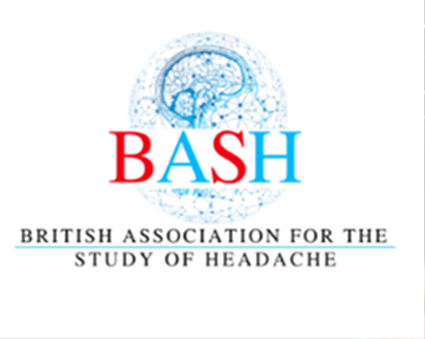 BASH
BRITISH ASSOCIATION FOR THE
STUDY OF HEADACHE